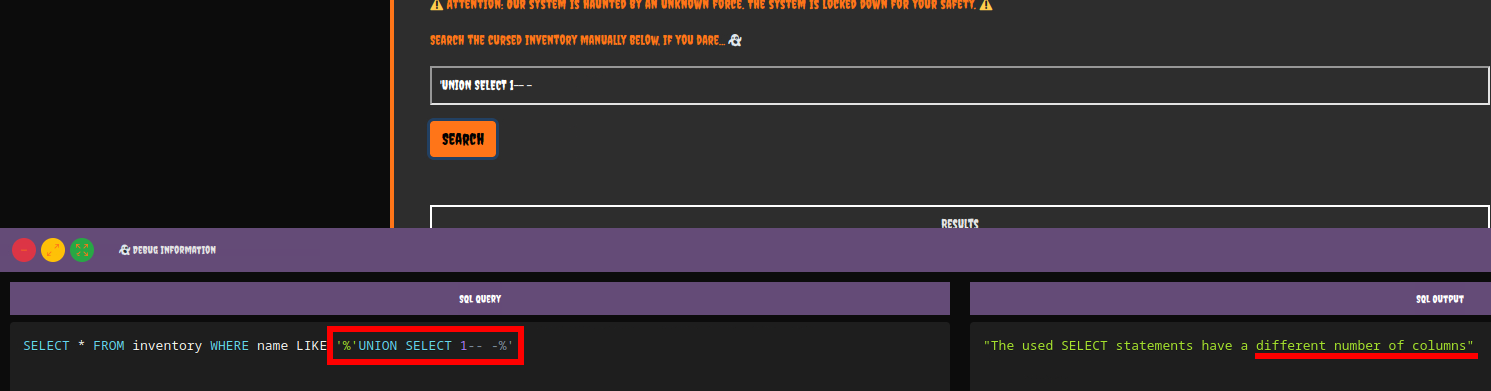 ⚠ ATTENTION: OUR SYSTEM IS HAUNTED BY AN UNKNOWN FORCE. THE SYSTEM IS LOCKED DOWN FOR YOUR SAFETY. ⚠
SEARCH THE CURSED INVENTORY MANUALLY BELOW, IF YOU DARE... 
'UNION SELECT 1-- -
SEARCH
RESULTS
DEBUG INFORMATION
SQL QUERY
SQL OUTPUT
SELECT * FROM inventory WHERE name LIKE '%'UNION SELECT 1-- -%'
"The used SELECT statements have a different number of columns"